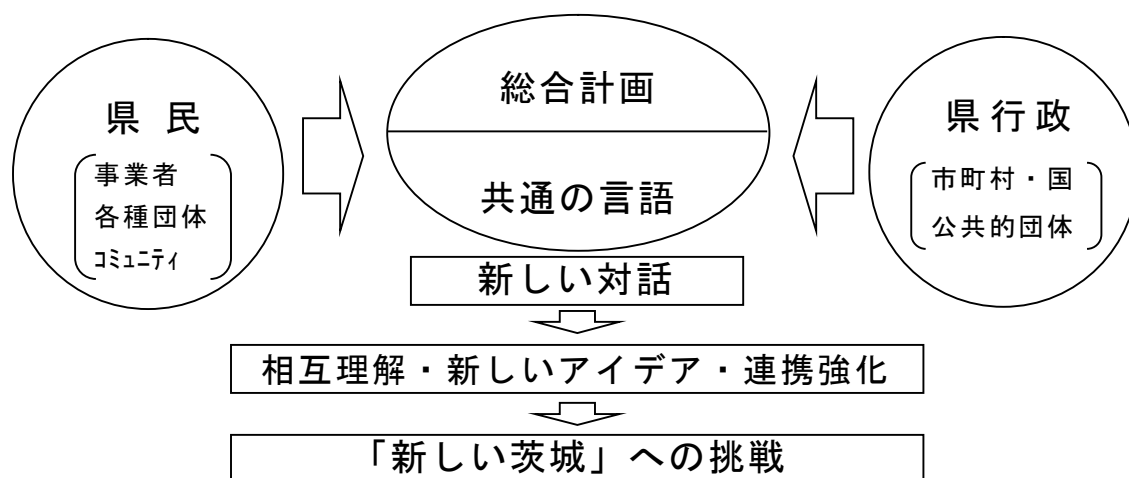 県 民
事業者
各種団体
ｺﾐｭﾆﾃｨ
総合計画
共通の言語
県行政
市町村・国
公共的団体
新しい対話
相互理解・新しいアイデア・連携強化
「新しい茨城」への挑戦